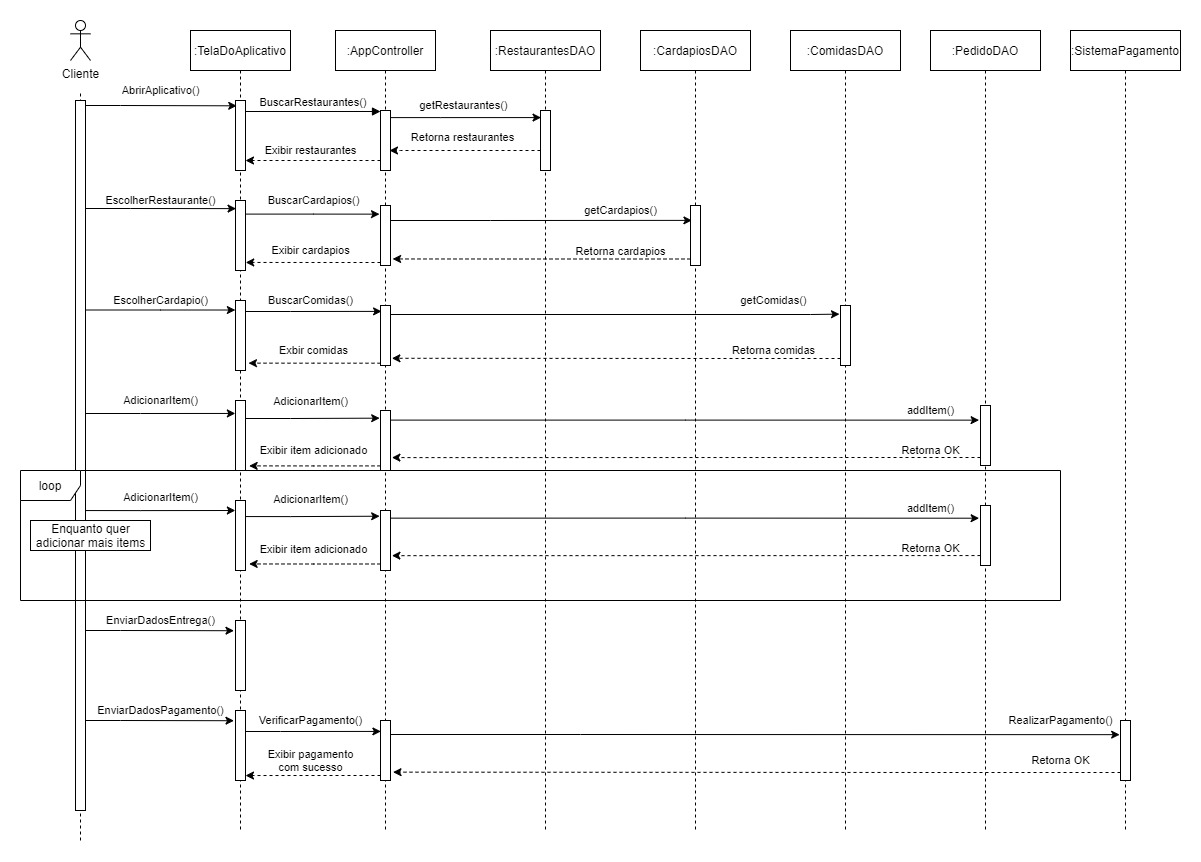 Cliente
:TelaDoAplicativo
:AppController
:RestaurantesDAO
:CardapiosDAO
:ComidasDAO
:PedidoDAO
:SistemaPagamento
AbrirAplicativo()
BuscarRestaurantes()
getRestaurantes()
Retorna restaurantes
Exibir restaurantes
EscolherRestaurante()
BuscarCardapios()
getCardapios()
Exibir cardapios
Retorna cardapios
EscolherCardapio()
BuscarComidas()
getComidas()
Exbir comidas
Retorna comidas
AdicionarItem()
AdicionarItem()
addItem()
Exibir item adicionado
Retorna OK
loop
AdicionarItem()
AdicionarItem()
addItem()
Enquanto quer
adicionar mais items
Exibir item adicionado
Retorna OK
EnviarDadosEntrega()
EnviarDadosPagamento()
VerificarPagamento()
RealizarPagamento()
Exibir pagamento
com sucesso
Retorna OK